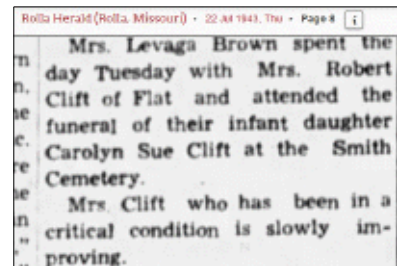 Rolla Herald (Rolla, Missouri) · 22 Jul 1943, Thu · Page 8
Mrs. Levaga Brown spent the
day Tuesday with Mrs. Robert
Clift of Flat and attended the
funeral of their infant daughter
Carolyn Sue Clift at the Smith
Cemetery.
Mrs. Clift who has been in a
critical condition is slowly im-
proving.